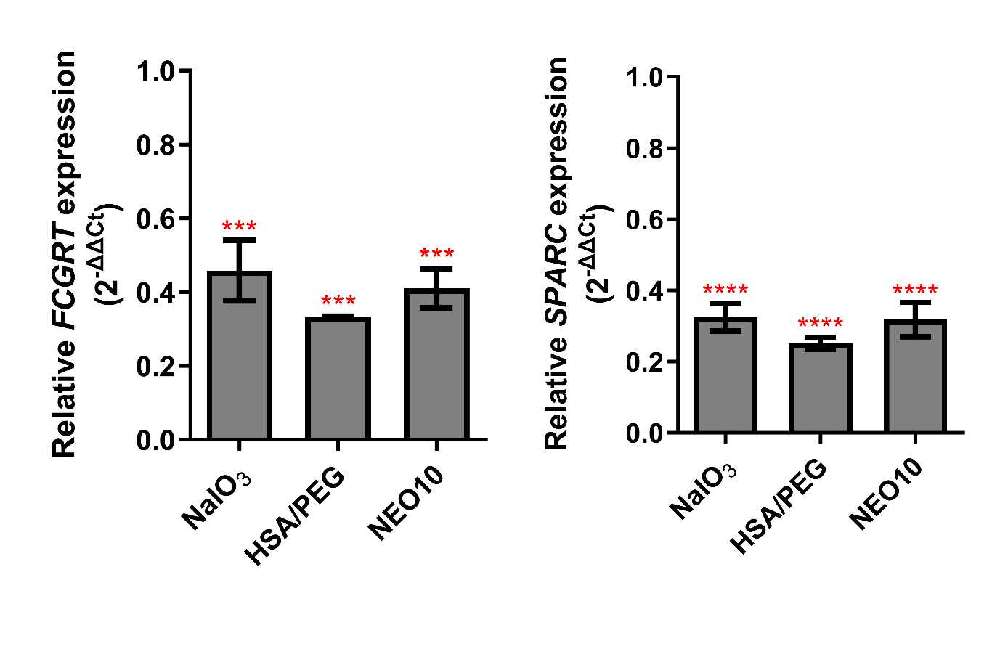 Relative FCGRT expression
(2^-ΔΔCt)
1.0
0.8
0.6
0.4
0.2
0.0
***
***
***
NaIO₃
HSA/PEG
NEO10
Relative SPARC expression
(2^-ΔΔCt)
1.0
0.8
0.6
0.4
0.2
0.0
****
****
****
NaIO₃
HSA/PEG
NEO10